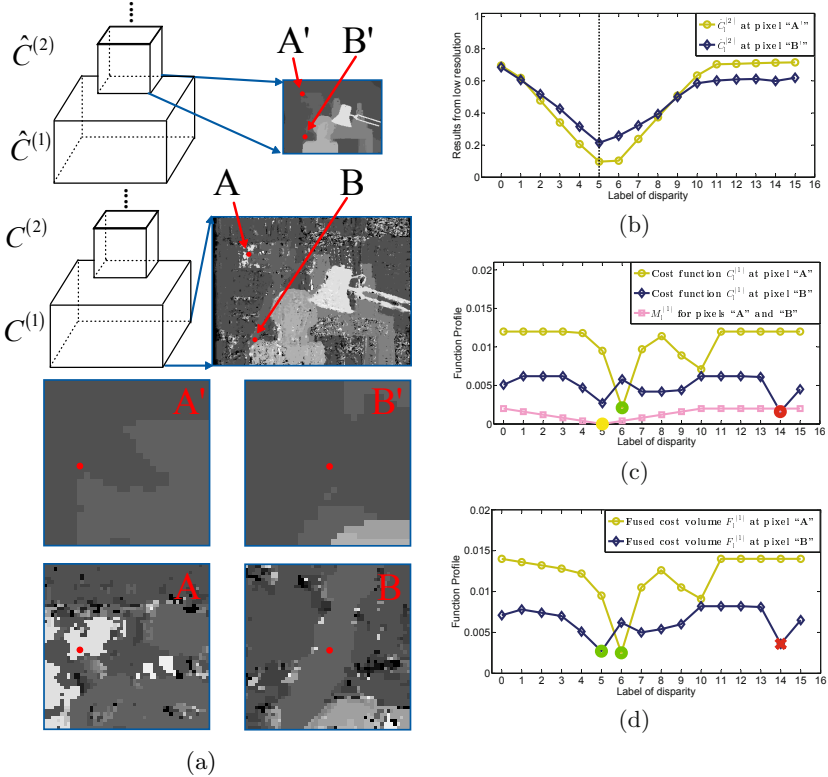 Ĉ(2)
Ĉ(1)
A' B'
C(2)
C(1)
A B
A' B'
A B
(a)
Results from low resolution
1
0.8
0.6
0.4
0.2
0
0 1 2 3 4 5 6 7 8 9 10 11 12 13 14 15 16
Label of disparity
Ĉ_l^{|2|} at pixel "A'"
Ĉ_l^{|2|} at pixel "B'"
(b)
Function Profile
0.02
0.015
0.01
0.005
0
0 1 2 3 4 5 6 7 8 9 10 11 12 13 14 15 16
Label of disparity
Cost function C_l^{|1|} at pixel "A"
Cost function C_l^{|1|} at pixel "B"
M_l^{|1|} for pixels "A" and "B"
(c)
Function Profile
0.02
0.015
0.01
0.005
0
0 1 2 3 4 5 6 7 8 9 10 11 12 13 14 15 16
Label of disparity
Fused cost volume F_l^{|1|} at pixel "A"
Fused cost volume F_l^{|1|} at pixel "B"
(d)